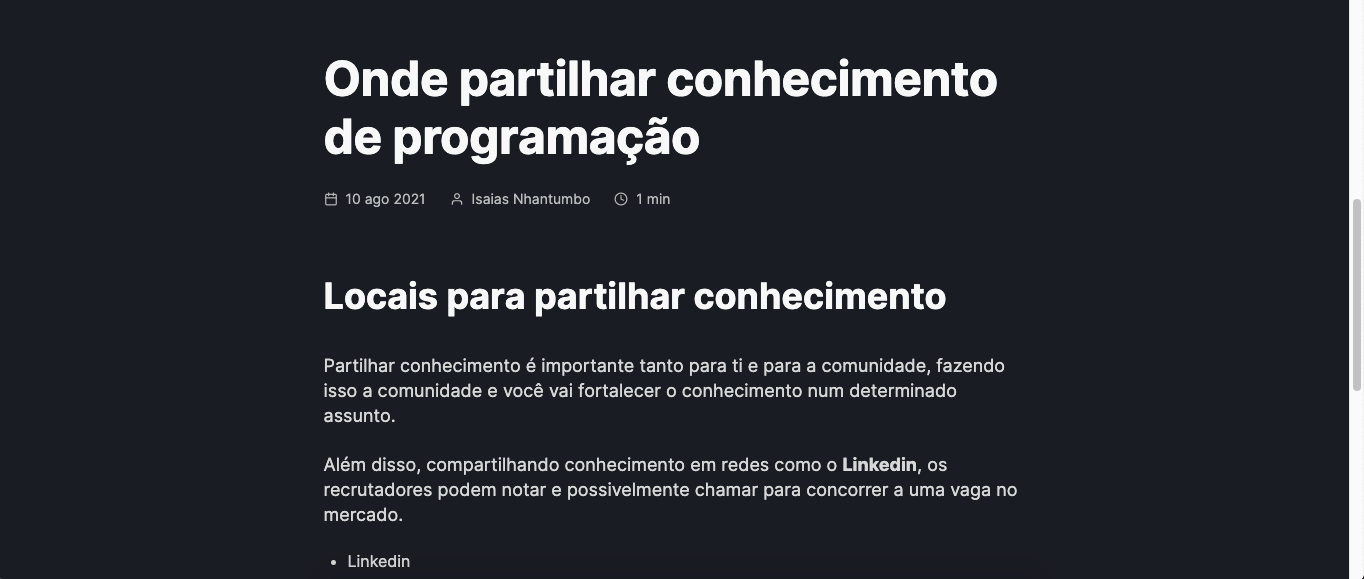 Onde partilhar conhecimento
de programação
10 ago 2021 Isaias Nhantumbo 1 min
Locais para partilhar conhecimento
Partilhar conhecimento é importante tanto para ti e para a comunidade, fazendo
isso a comunidade e você vai fortalecer o conhecimento num determinado
assunto.
Além disso, compartilhando conhecimento em redes como o Linkedin, os
recrutadores podem notar e possivelmente chamar para concorrer a uma vaga no
mercado.
• Linkedin